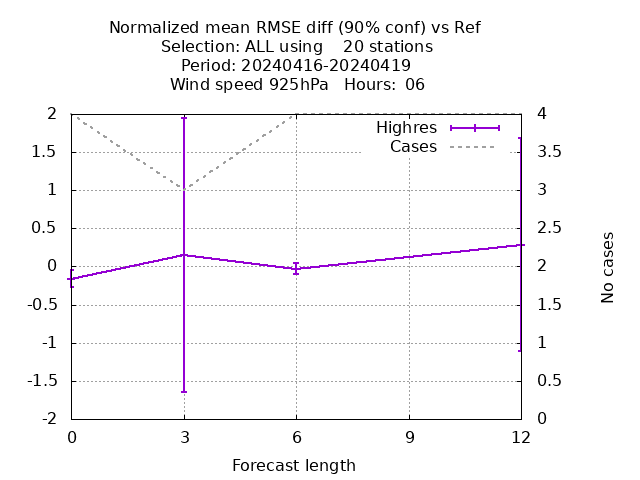 Normalized mean RMSE diff (90% conf) vs Ref
Selection: ALL using    20 stations
Period: 20240416-20240419
Wind speed 925hPa   Hours:  06
2
1.5
1
0.5
0
-0.5
-1
-1.5
-2
Highres
Cases
4
3.5
3
2.5
2
1.5
1
0.5
0
No cases
0 3 6 9 12
Forecast length